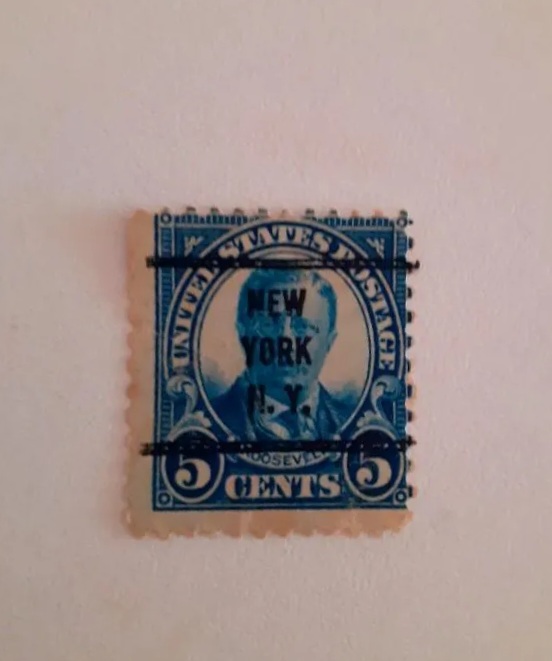 UNITED STATES POSTAGE
NEW
YORK
N. Y.
ROOSEVELT
5 CENTS 5